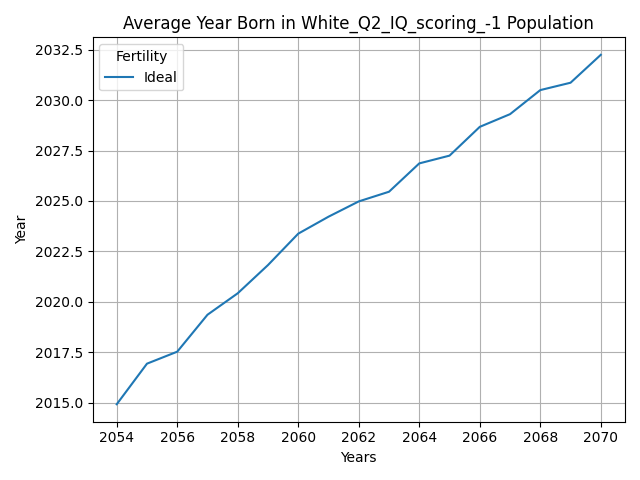 Average Year Born in White_Q2_IQ_scoring_-1 Population
Fertility
Ideal
2032.5
2030.0
2027.5
2025.0
2022.5
2020.0
2017.5
2015.0
Year
2054 2056 2058 2060 2062 2064 2066 2068 2070
Years